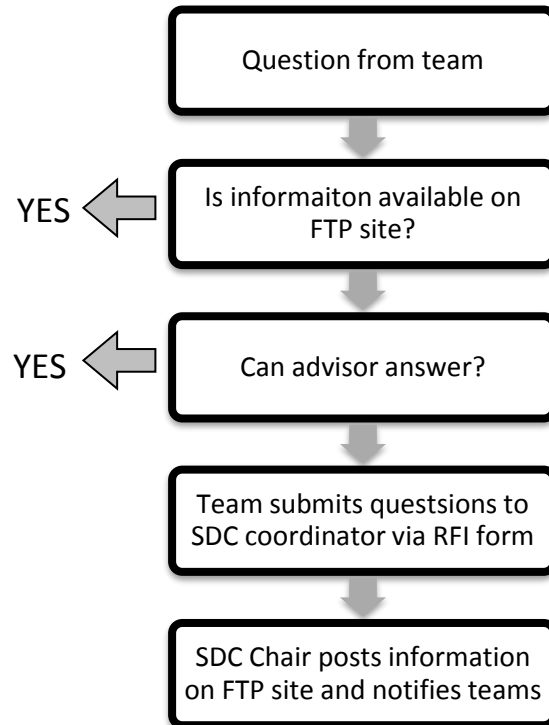 Question from team
YES
Is informaiton available on
FTP site?
YES
Can advisor answer?
Team submits questsions to
SDC coordinator via RFI form
SDC Chair posts information
on FTP site and notifies teams